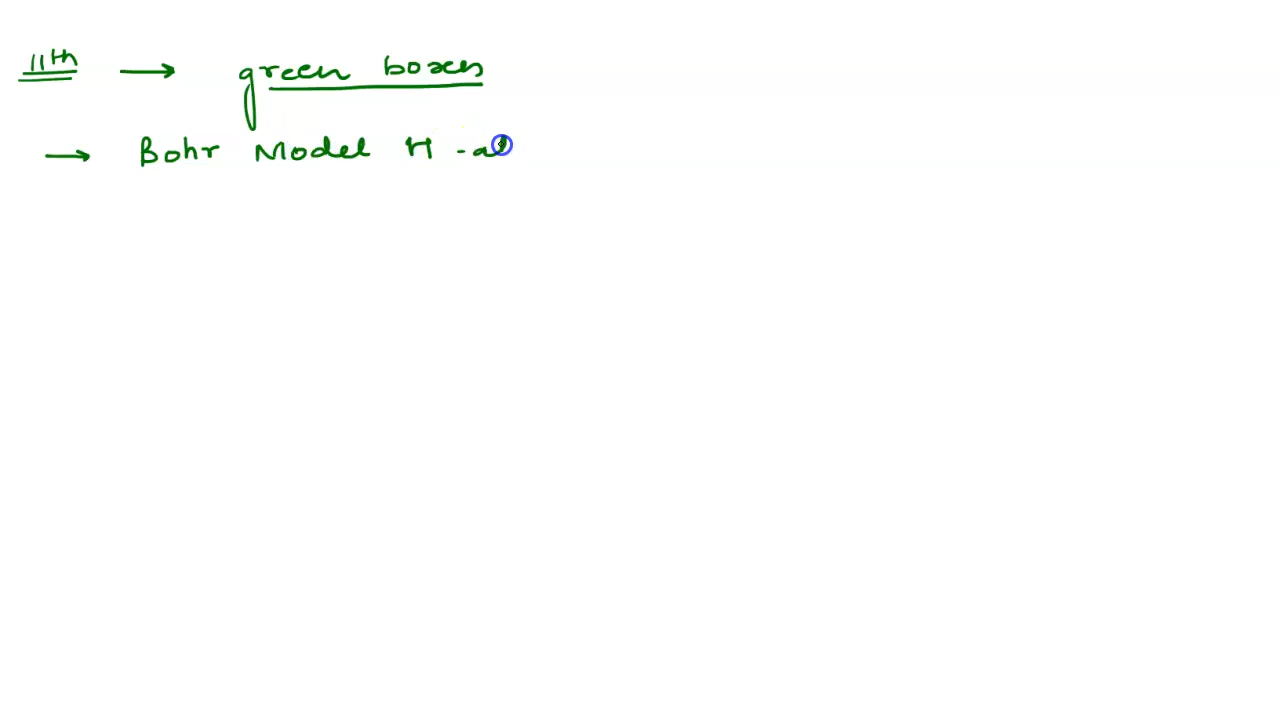 11th → green boxes
→ Bohr Model H-at